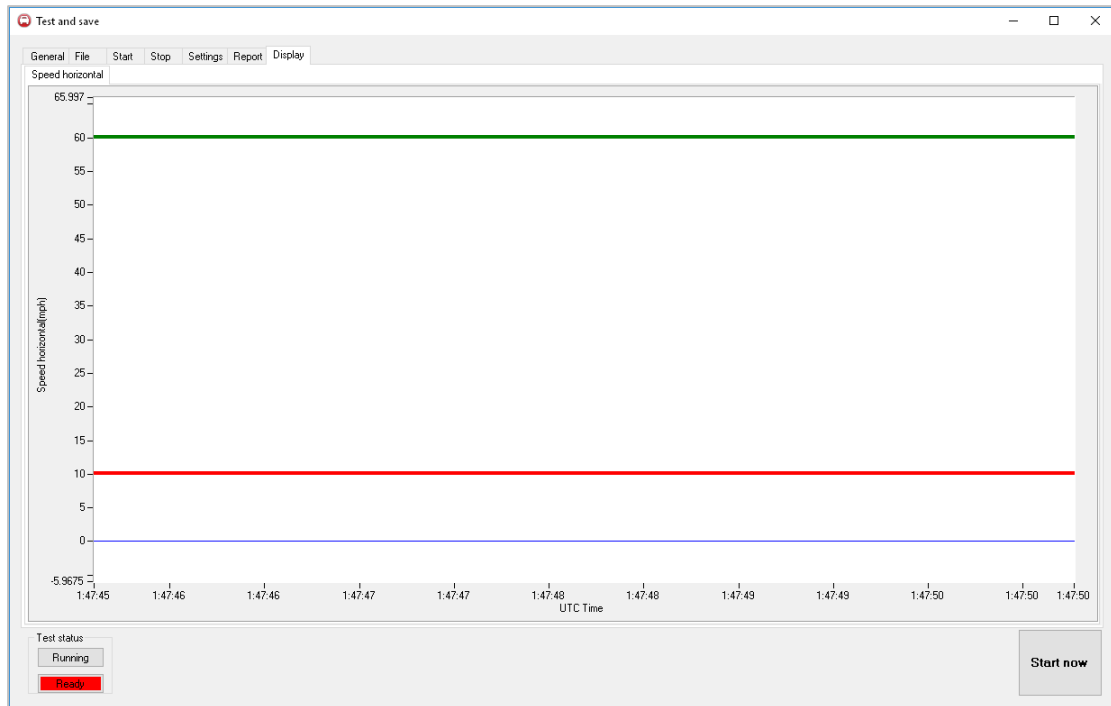 Test and save
General File Start Stop Settings Report Display
Speed horizontal
65.997
60
55
50
45
40
35
30
25
20
15
10
5
0
-5.9675
Speed horizontal(mph)
1:47:45 1:47:46 1:47:46 1:47:47 1:47:47 1:47:48 1:47:48 1:47:49 1:47:49 1:47:50 1:47:50 1:47:50
UTC Time
Test status
Running
Ready
Start now